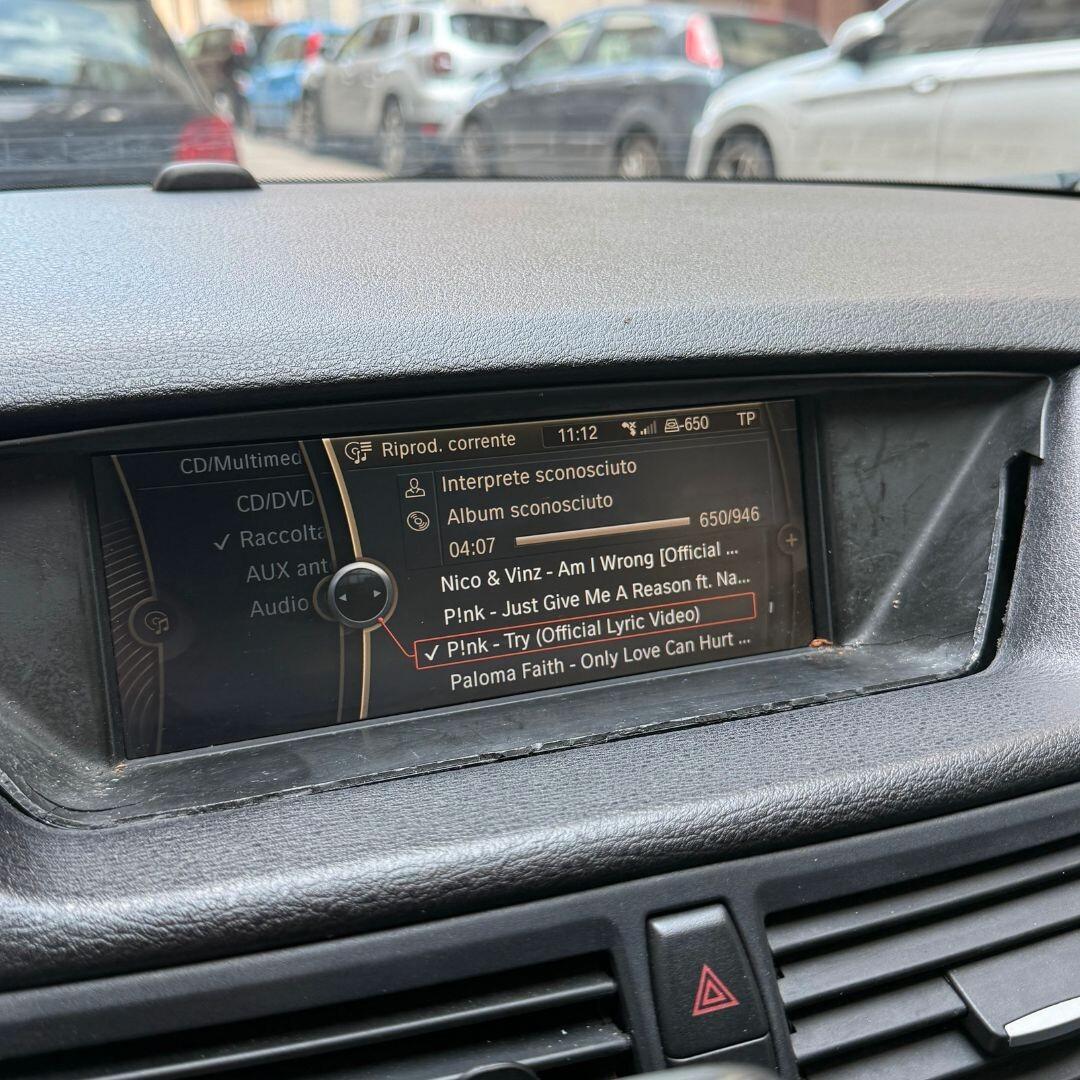 CD/Multimed
CD/DVD
✓ Raccolta
AUX ant
Audio
Riprod. corrente 11:12 -650 TP
Interprete sconosciuto
Album sconosciuto
04:07 650/946
Nico & Vinz - Am I Wrong [Official ...
P!nk - Just Give Me A Reason ft. Na...
✓ P!nk - Try (Official Lyric Video)
Paloma Faith - Only Love Can Hurt ...